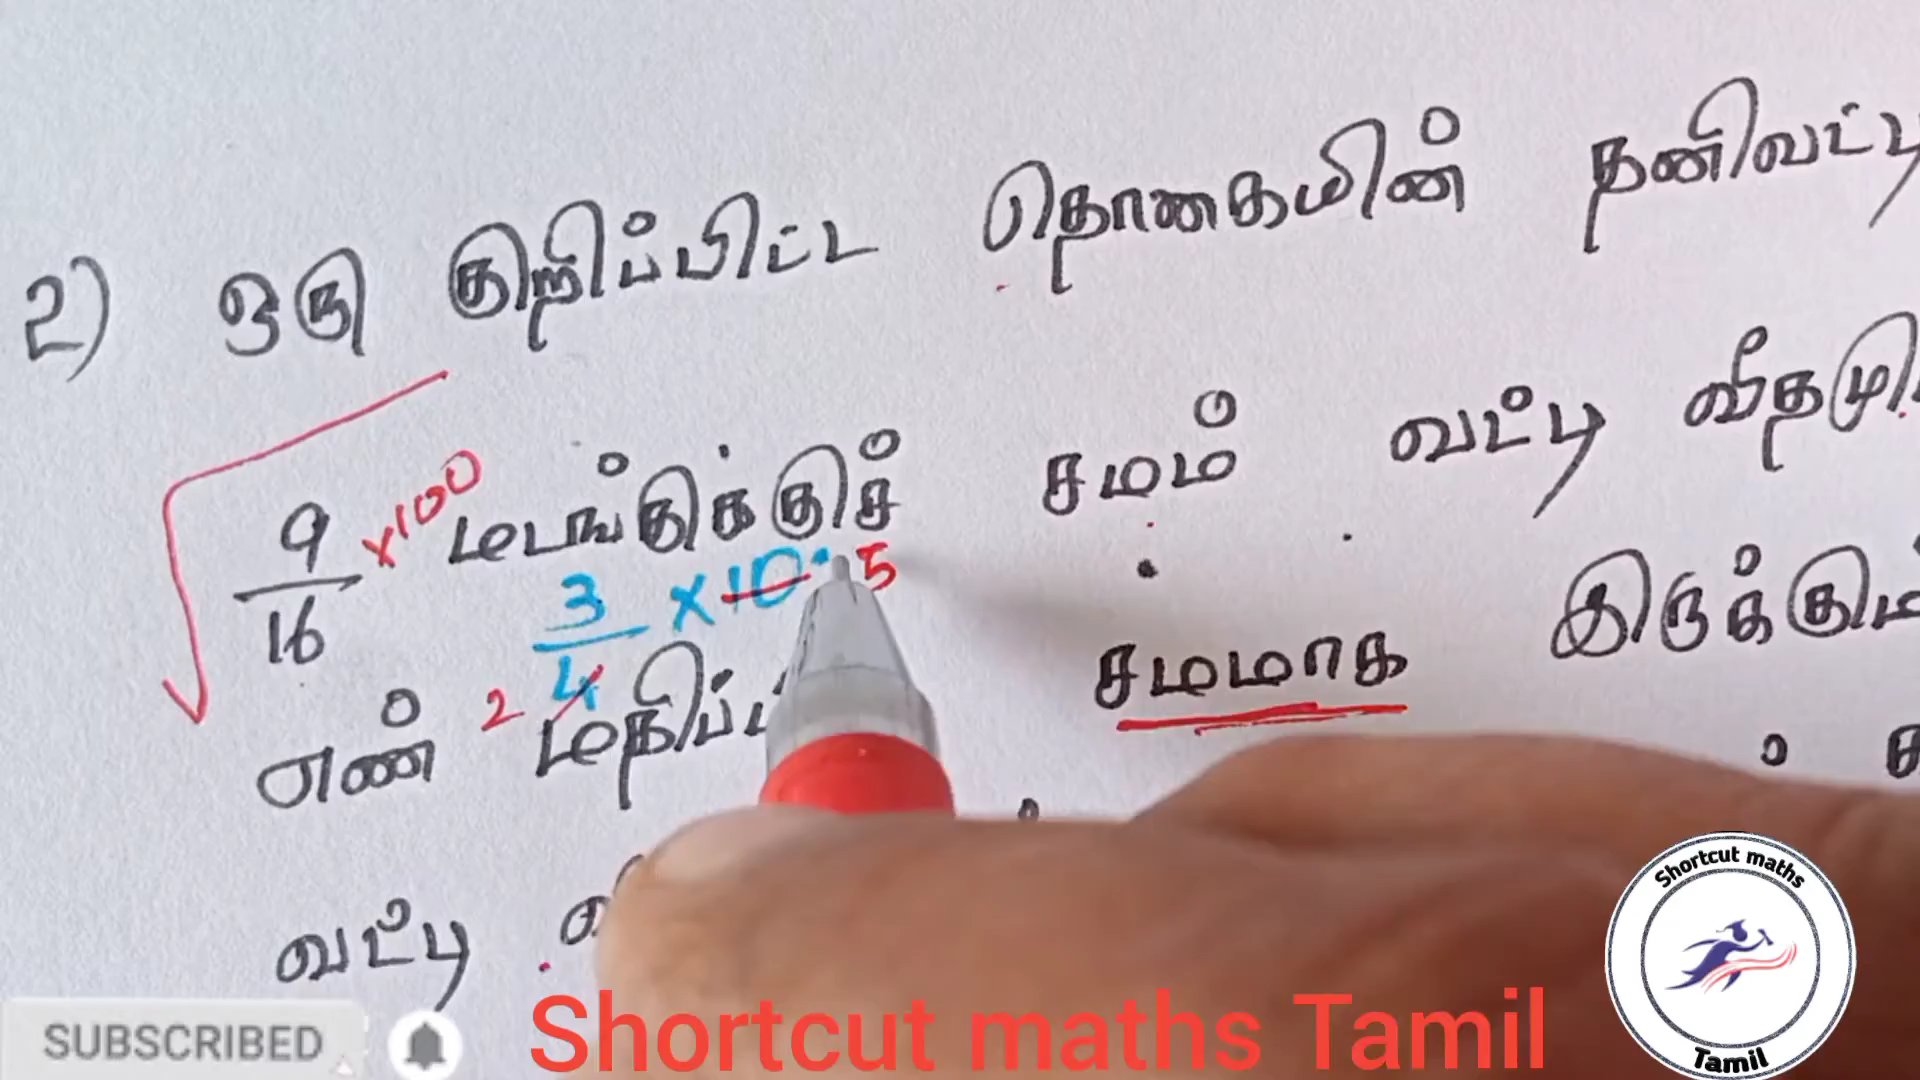 2) ஒரு குறிப்பிட்ட தொகையின் தனிவட்டி
√ 9/16 ×100 மடங்கிக்குச் சமம் வட்டி வீதமு
3/4 × 10 5
2
எண் மதிப்ப சமமாக இருக்கும்
வட்டி
SUBSCRIBED
Shortcut maths Tamil
Shortcut maths
Tamil